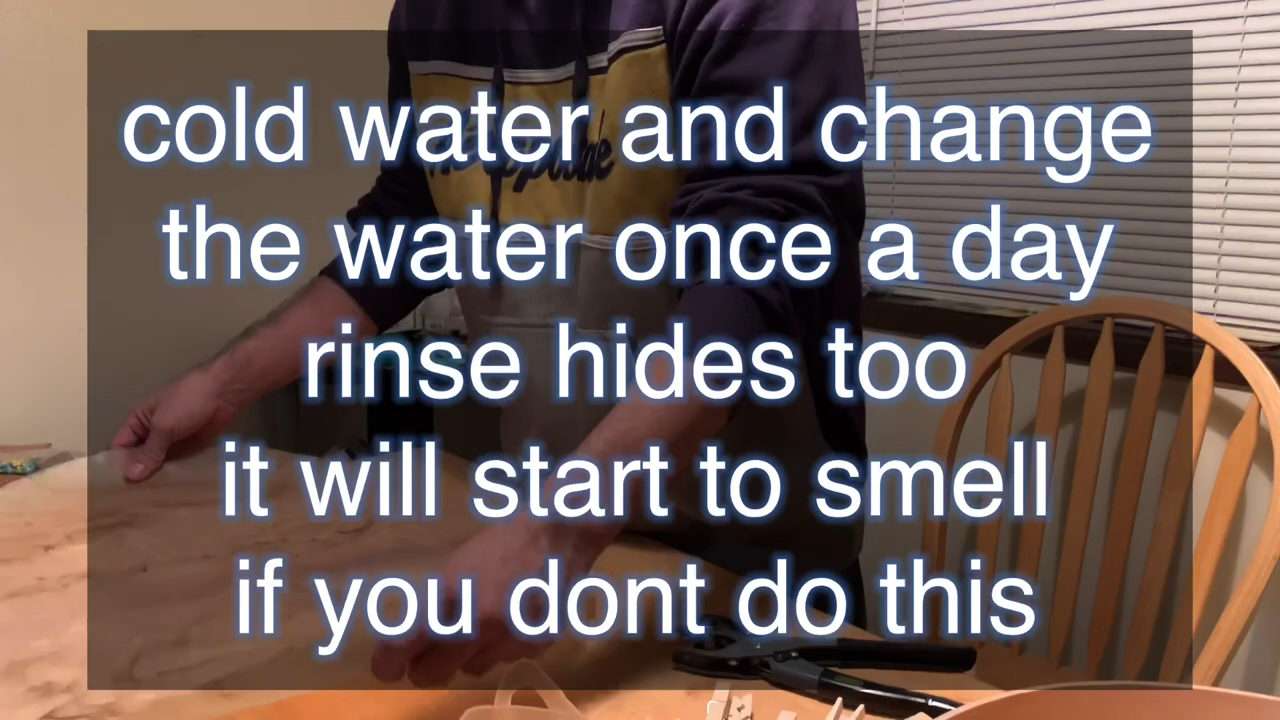 cold water and change
the water once a day
rinse hides too
it will start to smell
if you dont do this